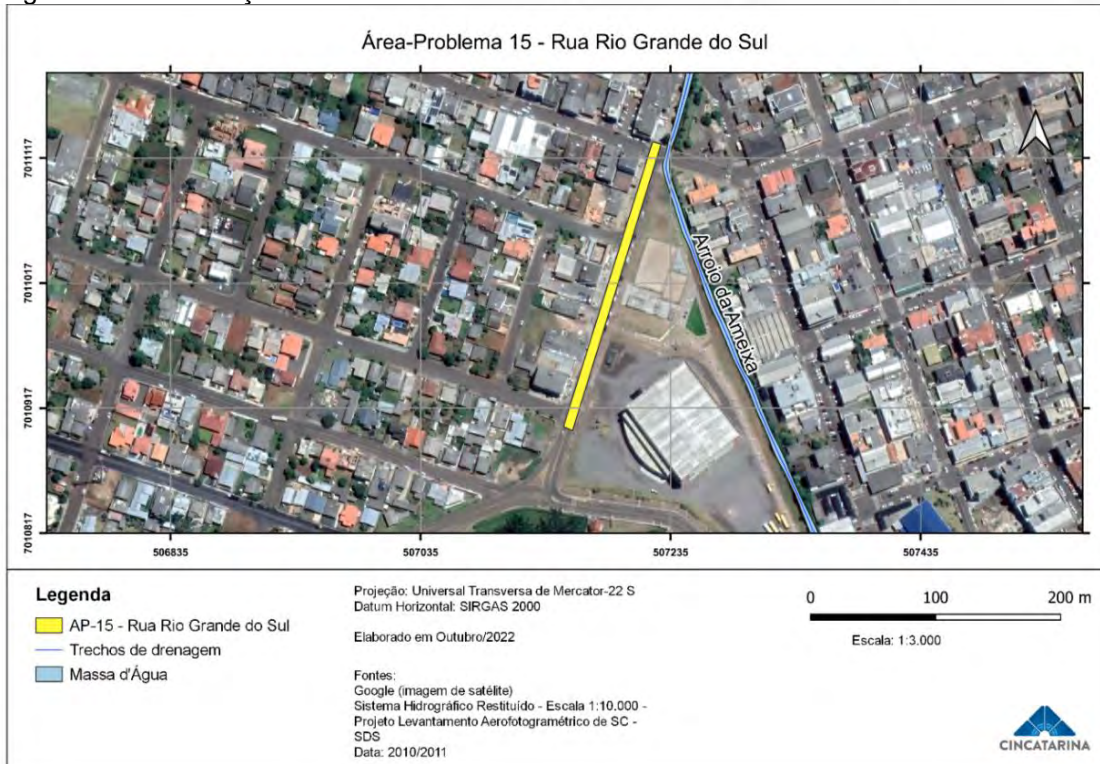 Área-Problema 15 - Rua Rio Grande do Sul
7011117
7011017
7010917
7010817
Arroio da Ameixa
506835
507035
507235
507435
Legenda
AP-15 - Rua Rio Grande do Sul
Trechos de drenagem
Massa d'Água
Projeção: Universal Transversa de Mercator-22 S
Datum Horizontal: SIRGAS 2000
Elaborado em Outubro/2022
Fontes:
Google (imagem de satélite)
Sistema Hidrográfico Restituído - Escala 1:10.000 -
Projeto Levantamento Aerofotogramétrico de SC -
SDS
Data: 2010/2011
0 100 200 m
Escala: 1:3.000
CINCATARINA